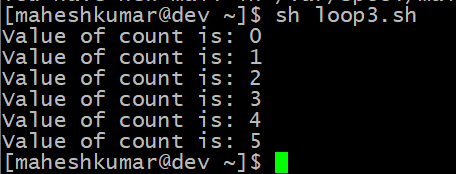 [maheshkumar@dev ~]$ sh loop3.sh
Value of count is: 0
Value of count is: 1
Value of count is: 2
Value of count is: 3
Value of count is: 4
Value of count is: 5
[maheshkumar@dev ~]$